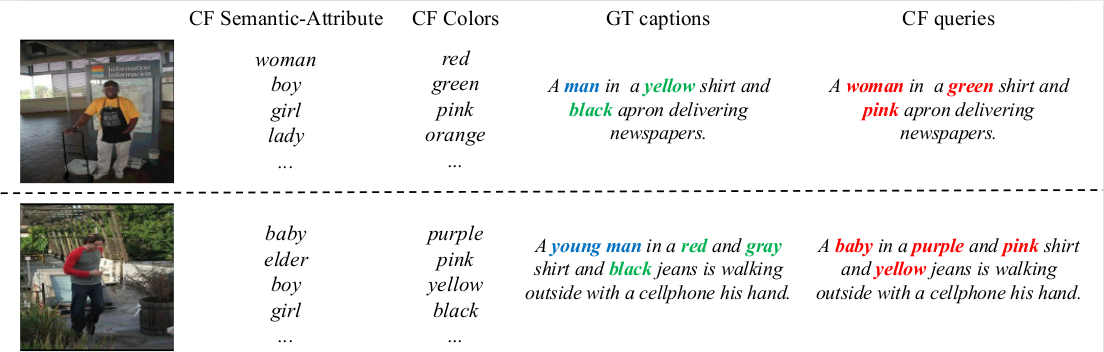 CF Semantic-Attribute CF Colors GT captions CF queries
Information
Información
woman
boy
girl
lady
...
red
green
pink
orange
...
A man in a yellow shirt and
black apron delivering
newspapers.
A woman in a green shirt and
pink apron delivering
newspapers.
baby
elder
boy
girl
...
purple
pink
yellow
black
...
A young man in a red and gray
shirt and black jeans is walking
outside with a cellphone his hand.
A baby in a purple and pink shirt
and yellow jeans is walking
outside with a cellphone his hand.